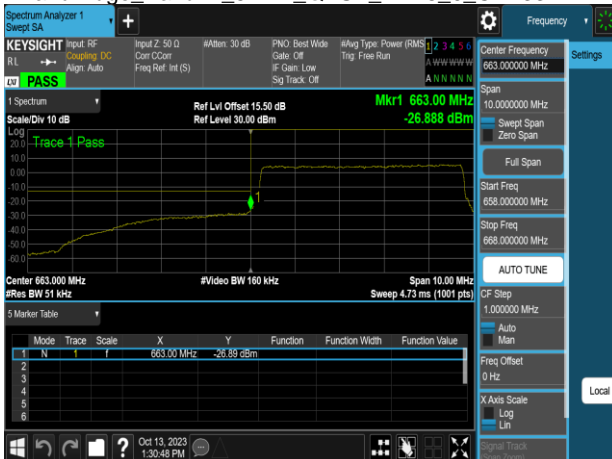 Spectrum Analyzer 1
Swept SA
Frequency
KEYSIGHT
RL
Input: RF
Coupling: DC
Align: Auto
Input Z: 50 Ω
Corr CCorr
Freq Ref: Int (S)
#Atten: 30 dB
PNO: Best Wide
Gate: Off
IF Gain: Low
Sig Track: Off
#Avg Type: Power (RMS
Trig: Free Run
1 2 3 4 5 6
A W W W W W
A N N N N N
LXI PASS
1 Spectrum
Scale/Div 10 dB
Ref Lvl Offset 15.50 dB
Ref Level 30.00 dBm
Mkr1 663.00 MHz
-26.888 dBm
Log
Trace 1 Pass
20.0
10.0
0.00
-10.0
-20.0
-30.0
-40.0
-50.0
-60.0
1
Center 663.000 MHz
#Res BW 51 kHz
#Video BW 160 kHz
Span 10.00 MHz
Sweep 4.73 ms (1001 pts)
5 Marker Table
Mode Trace Scale X Y Function Function Width Function Value
1 N 1 f 663.00 MHz -26.89 dBm
2
3
4
5
6
Oct 13, 2023
1:30:48 PM
Center Frequency
663.000000 MHz
Span
10.0000000 MHz
Swept Span
Zero Span
Full Span
Start Freq
658.000000 MHz
Stop Freq
668.000000 MHz
AUTO TUNE
CF Step
1.000000 MHz
Auto
Man
Freq Offset
0 Hz
X Axis Scale
Log
Lin
Signal Track
(Span Zoom)
Settings
Local